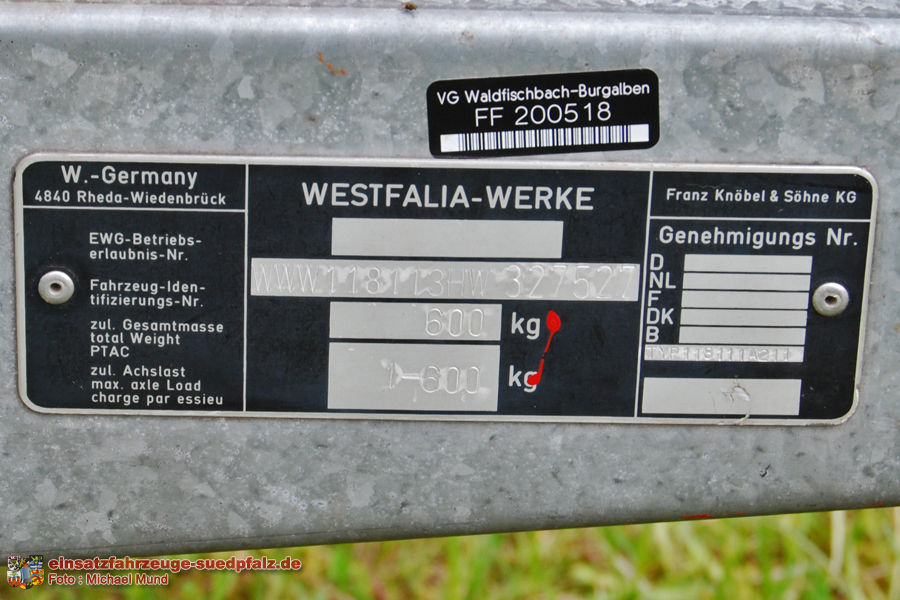 VG Waldfischbach-Burgalben
FF 200518
W.-Germany
4840 Rheda-Wiedenbrück
EWG-Betriebs-
erlaubnis-Nr.
Fahrzeug-Iden-
tifizierungs-Nr.
zul. Gesamtmasse
total Weight
PTAC
zul. Achslast
max. axle Load
charge par essieu
WESTFALIA-WERKE
WWW118113HW 327527
600 kg
1-600 kg
Franz Knöbel & Söhne KG
Genehmigungs Nr.
D
NL
F
DK
B
einsatzfahrzeuge-suedpfalz.de
Foto : Michael Mund